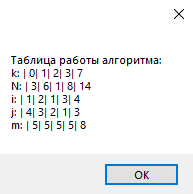 Таблица работы алгоритма:
k: | 0| 1| 2| 3| 7
N: | 3| 6| 1| 8| 14
i: | 1| 2| 1| 3| 4
j: | 4| 3| 2| 1| 3
m: | 5| 5| 5| 5| 8
ОК